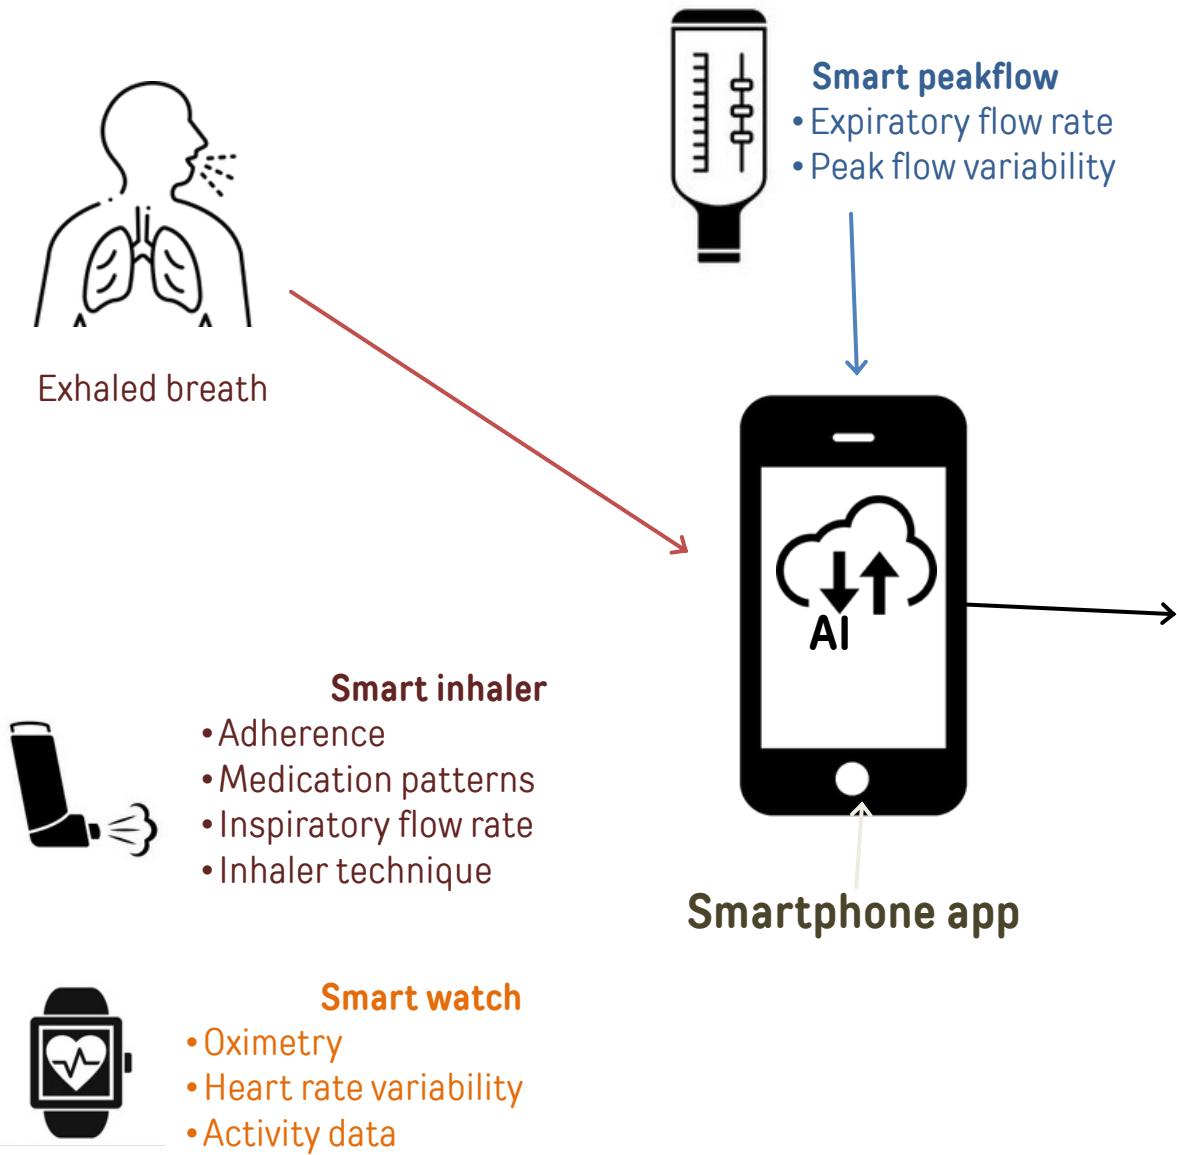 Smart peakflow
• Expiratory flow rate
• Peak flow variability
Exhaled breath
AI
Smart inhaler
• Adherence
• Medication patterns
• Inspiratory flow rate
• Inhaler technique
Smartphone app
Smart watch
• Oximetry
• Heart rate variability
• Activity data